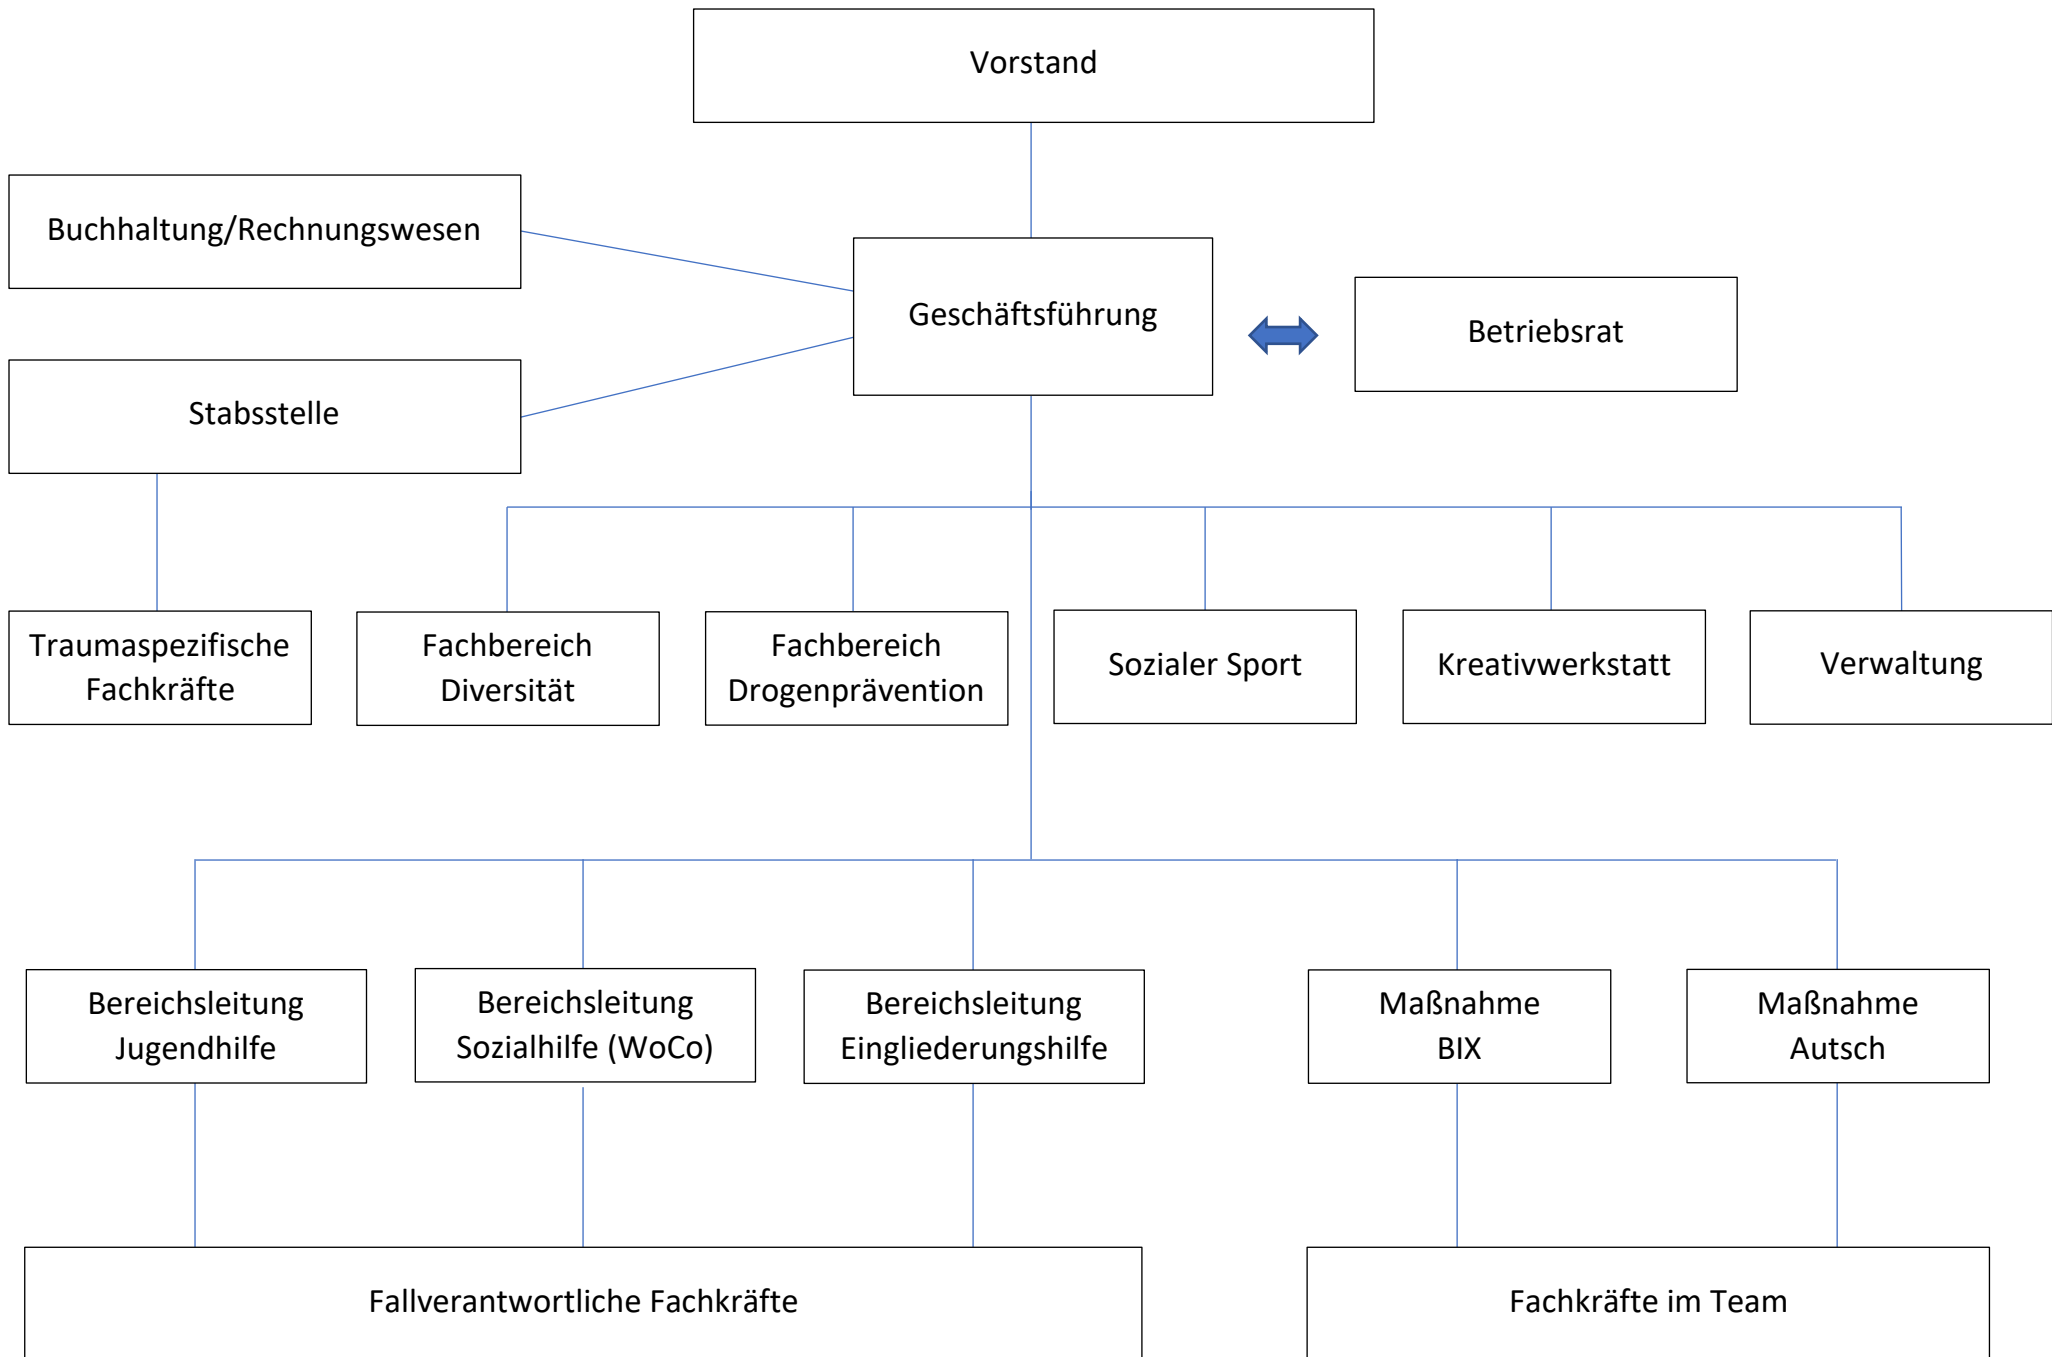 Vorstand
Buchhaltung/Rechnungswesen
Geschäftsführung
Betriebsrat
Stabsstelle
Traumaspezifische
Fachkräfte
Fachbereich
Diversität
Fachbereich
Drogenprävention
Sozialer Sport
Kreativwerkstatt
Verwaltung
Bereichsleitung
Jugendhilfe
Bereichsleitung
Sozialhilfe (WoCo)
Bereichsleitung
Eingliederungshilfe
Maßnahme
BIX
Maßnahme
Autsch
Fallverantwortliche Fachkräfte
Fachkräfte im Team